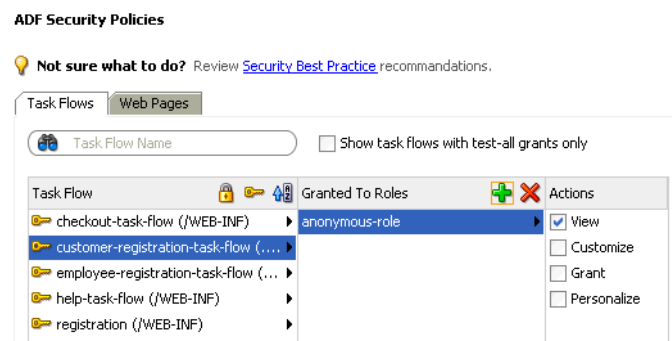 ADF Security Policies
Not sure what to do? Review Security Best Practice recommandations.
Task Flows Web Pages
Task Flow Name Show task flows with test-all grants only
Task Flow Granted To Roles Actions
checkout-task-flow (/WEB-INF) anonymous-role View
customer-registration-task-flow (.... Customize
employee-registration-task-flow (... Grant
help-task-flow (/WEB-INF) Personalize
registration (/WEB-INF)